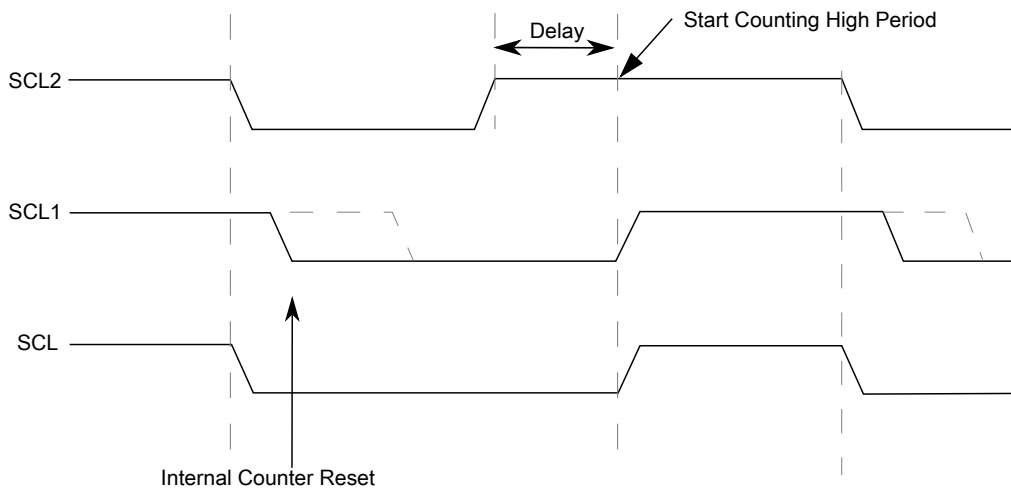 Start Counting High Period
Delay
SCL2
SCL1
SCL
Internal Counter Reset